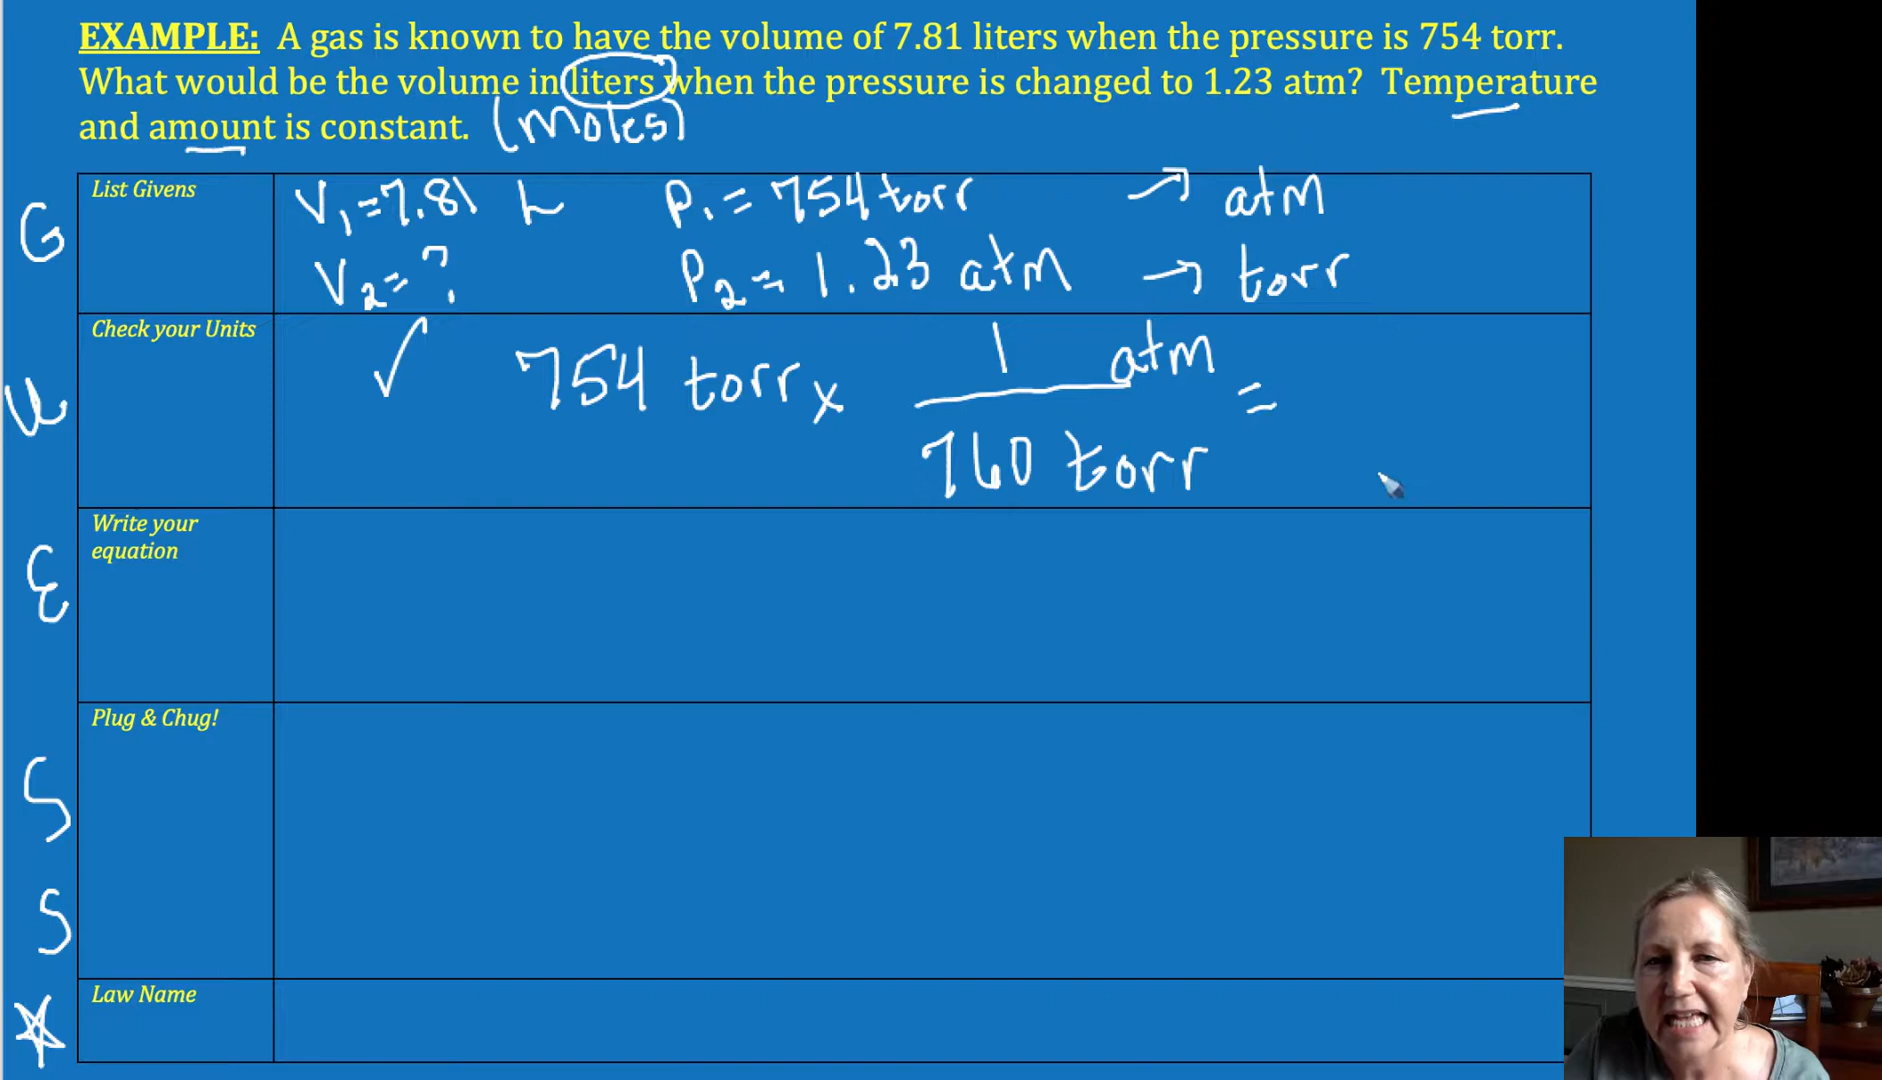 EXAMPLE: A gas is known to have the volume of 7.81 liters when the pressure is 754 torr.
What would be the volume in liters when the pressure is changed to 1.23 atm? Temperature
and amount is constant. (moles)
G
List Givens
V₁=7.81 L P₁ = 754 torr → atm
V₂=? P₂ = 1.23 atm → torr
U
Check your Units
✓ 754 torr x 1 atm =
760 torr
E
Write your
equation
S
Plug & Chug!
S
Law Name